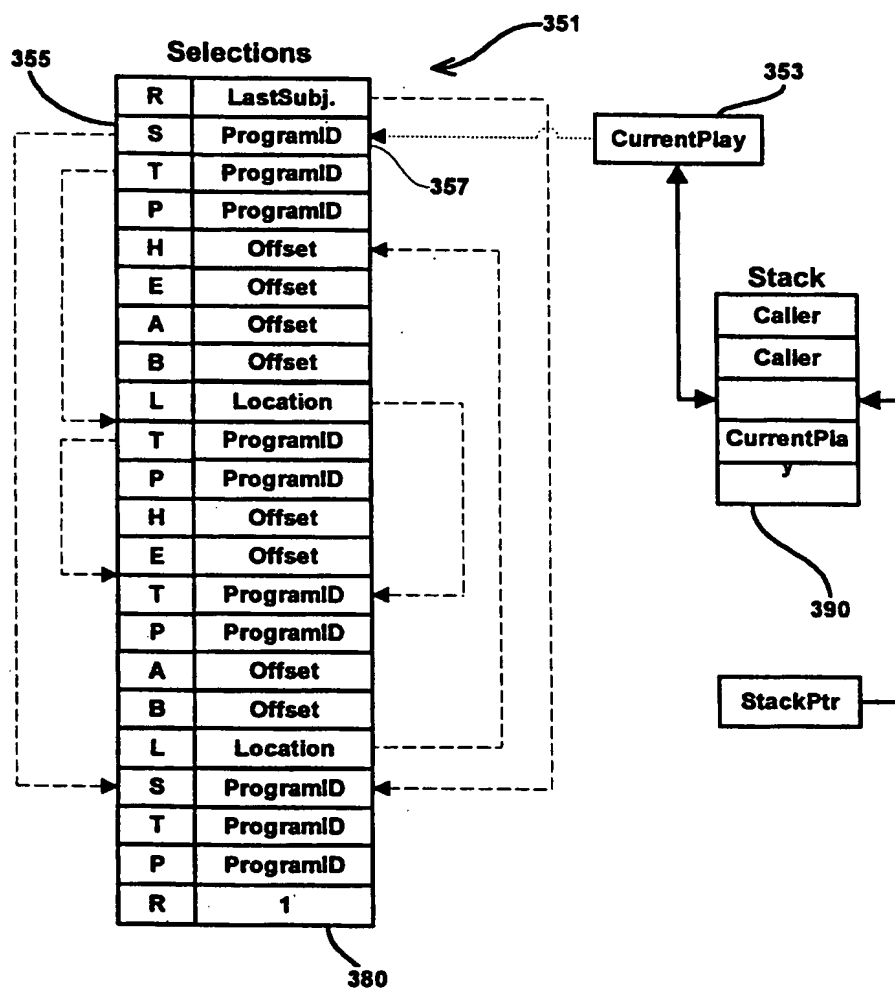 351
Selections
355
353
R LastSubj.
S ProgramID
CurrentPlay
T ProgramID
357
P ProgramID
H Offset
E Offset
A Offset
B Offset
L Location
T ProgramID
P ProgramID
H Offset
E Offset
T ProgramID
P ProgramID
A Offset
B Offset
L Location
S ProgramID
T ProgramID
P ProgramID
R 1
380
Stack
Caller
Caller
CurrentPla
y
390
StackPtr